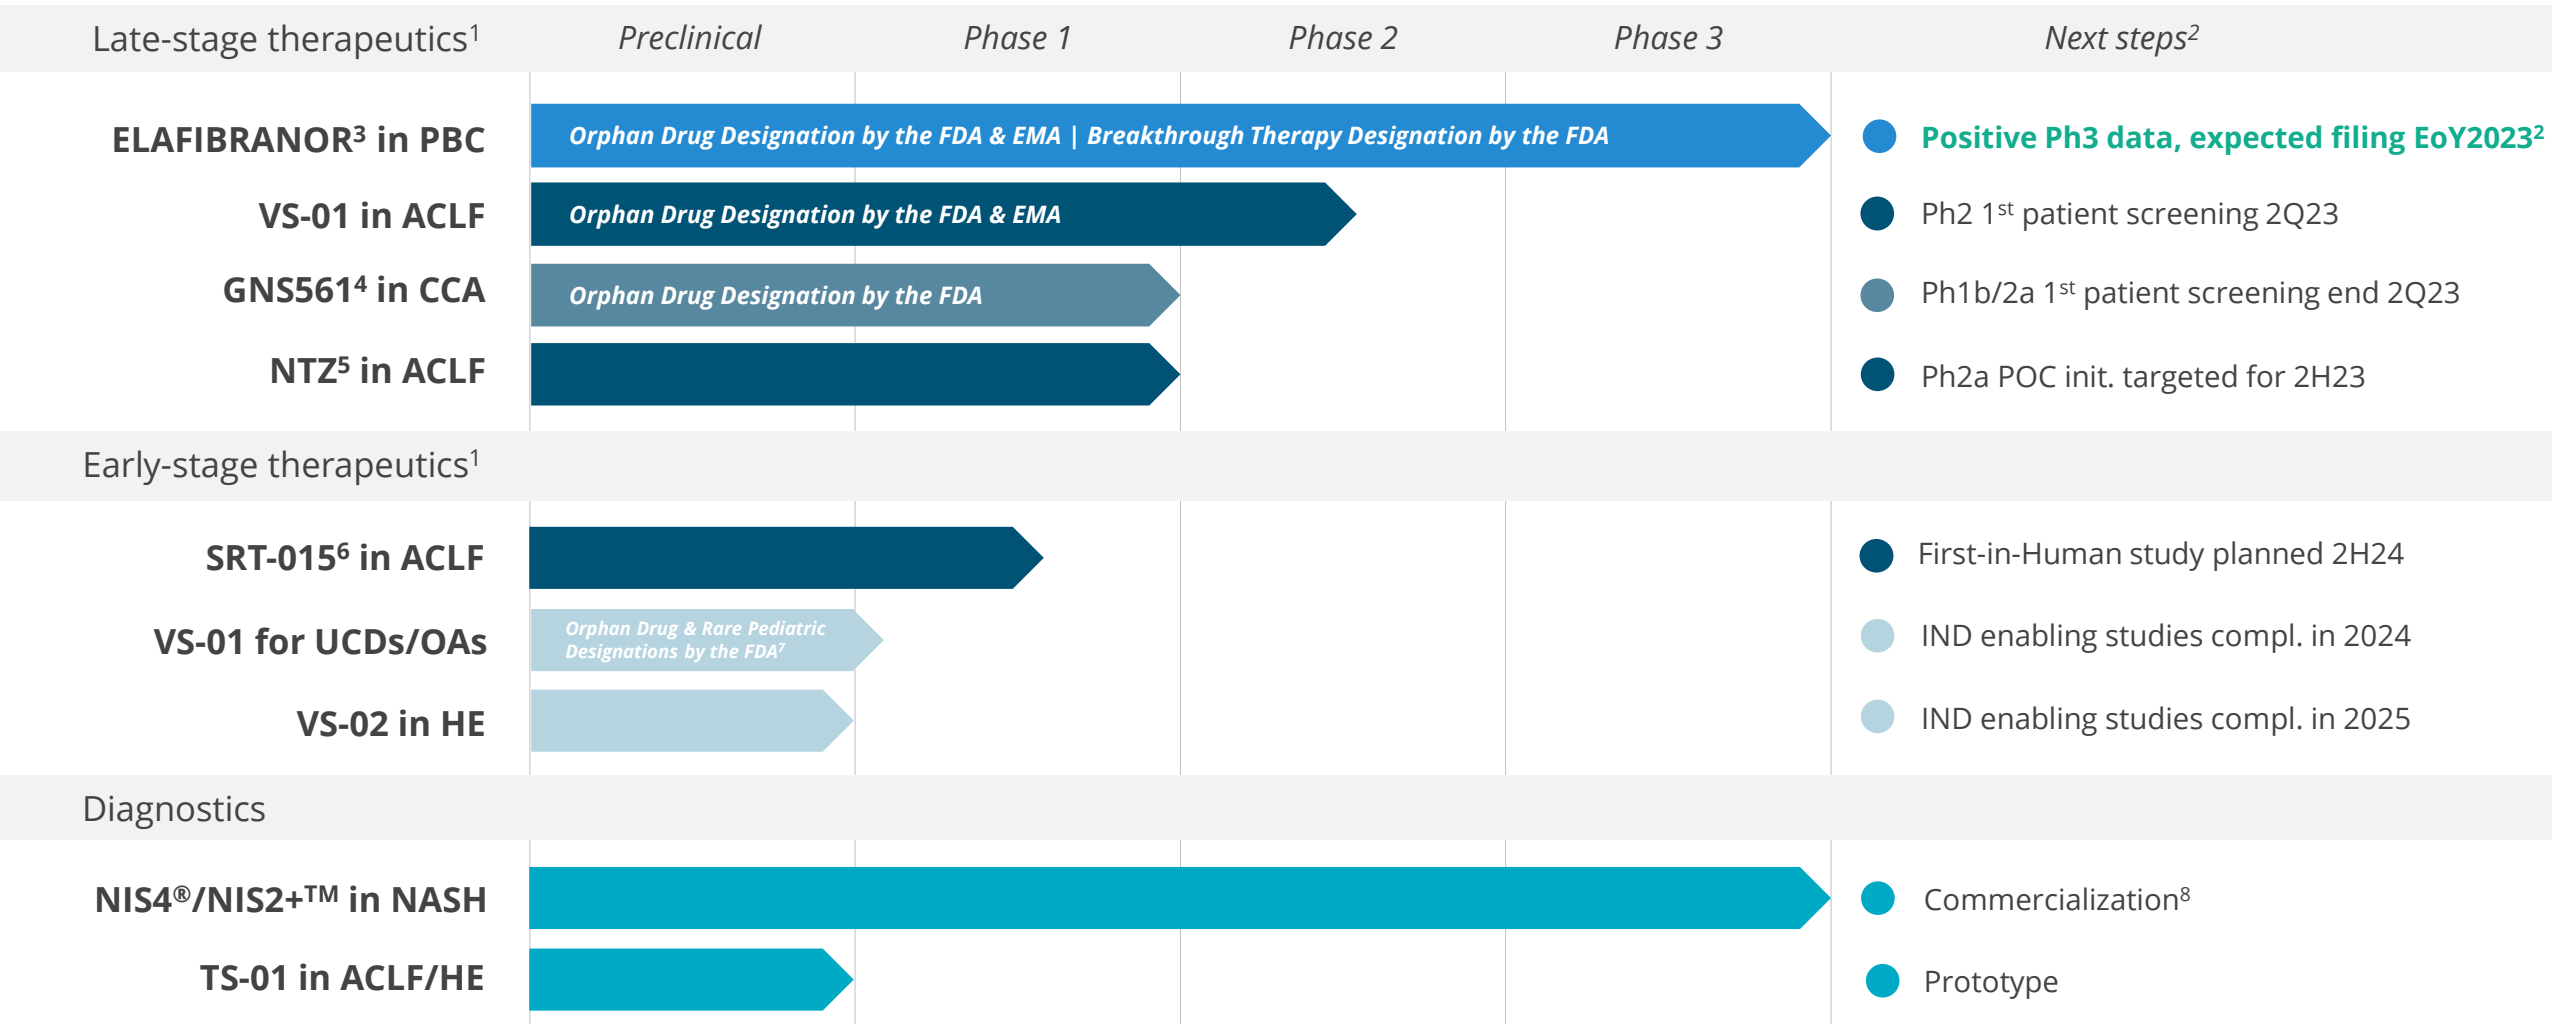 Late-stage therapeutics¹ Preclinical Phase 1 Phase 2 Phase 3 Next steps²
ELAFIBRANOR³ in PBC Orphan Drug Designation by the FDA & EMA | Breakthrough Therapy Designation by the FDA Positive Ph3 data, expected filing EoY2023²
VS-01 in ACLF Orphan Drug Designation by the FDA & EMA Ph2 1st patient screening 2Q23
GNS561⁴ in CCA Orphan Drug Designation by the FDA Ph1b/2a 1st patient screening end 2Q23
NTZ⁵ in ACLF Ph2a POC init. targeted for 2H23
Early-stage therapeutics¹
SRT-015⁶ in ACLF First-in-Human study planned 2H24
VS-01 for UCDs/OAs Orphan Drug & Rare Pediatric
Designations by the FDA⁷ IND enabling studies compl. in 2024
VS-02 in HE IND enabling studies compl. in 2025
Diagnostics
NIS4®/NIS2+™ in NASH Commercialization⁸
TS-01 in ACLF/HE Prototype